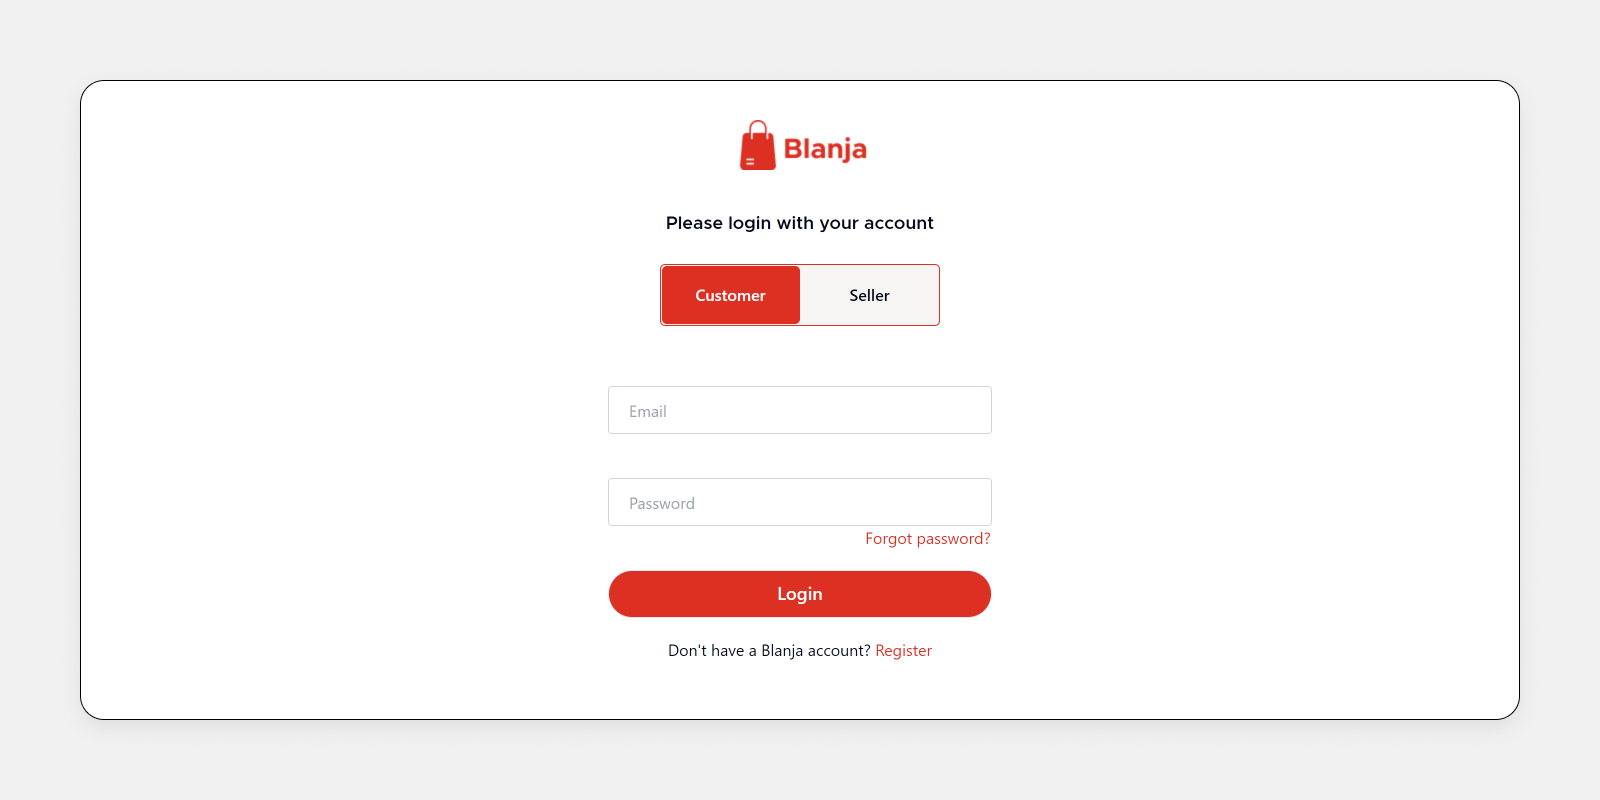 Blanja
Please login with your account
Customer
Seller
Email
Password
Forgot password?
Login
Don't have a Blanja account? Register